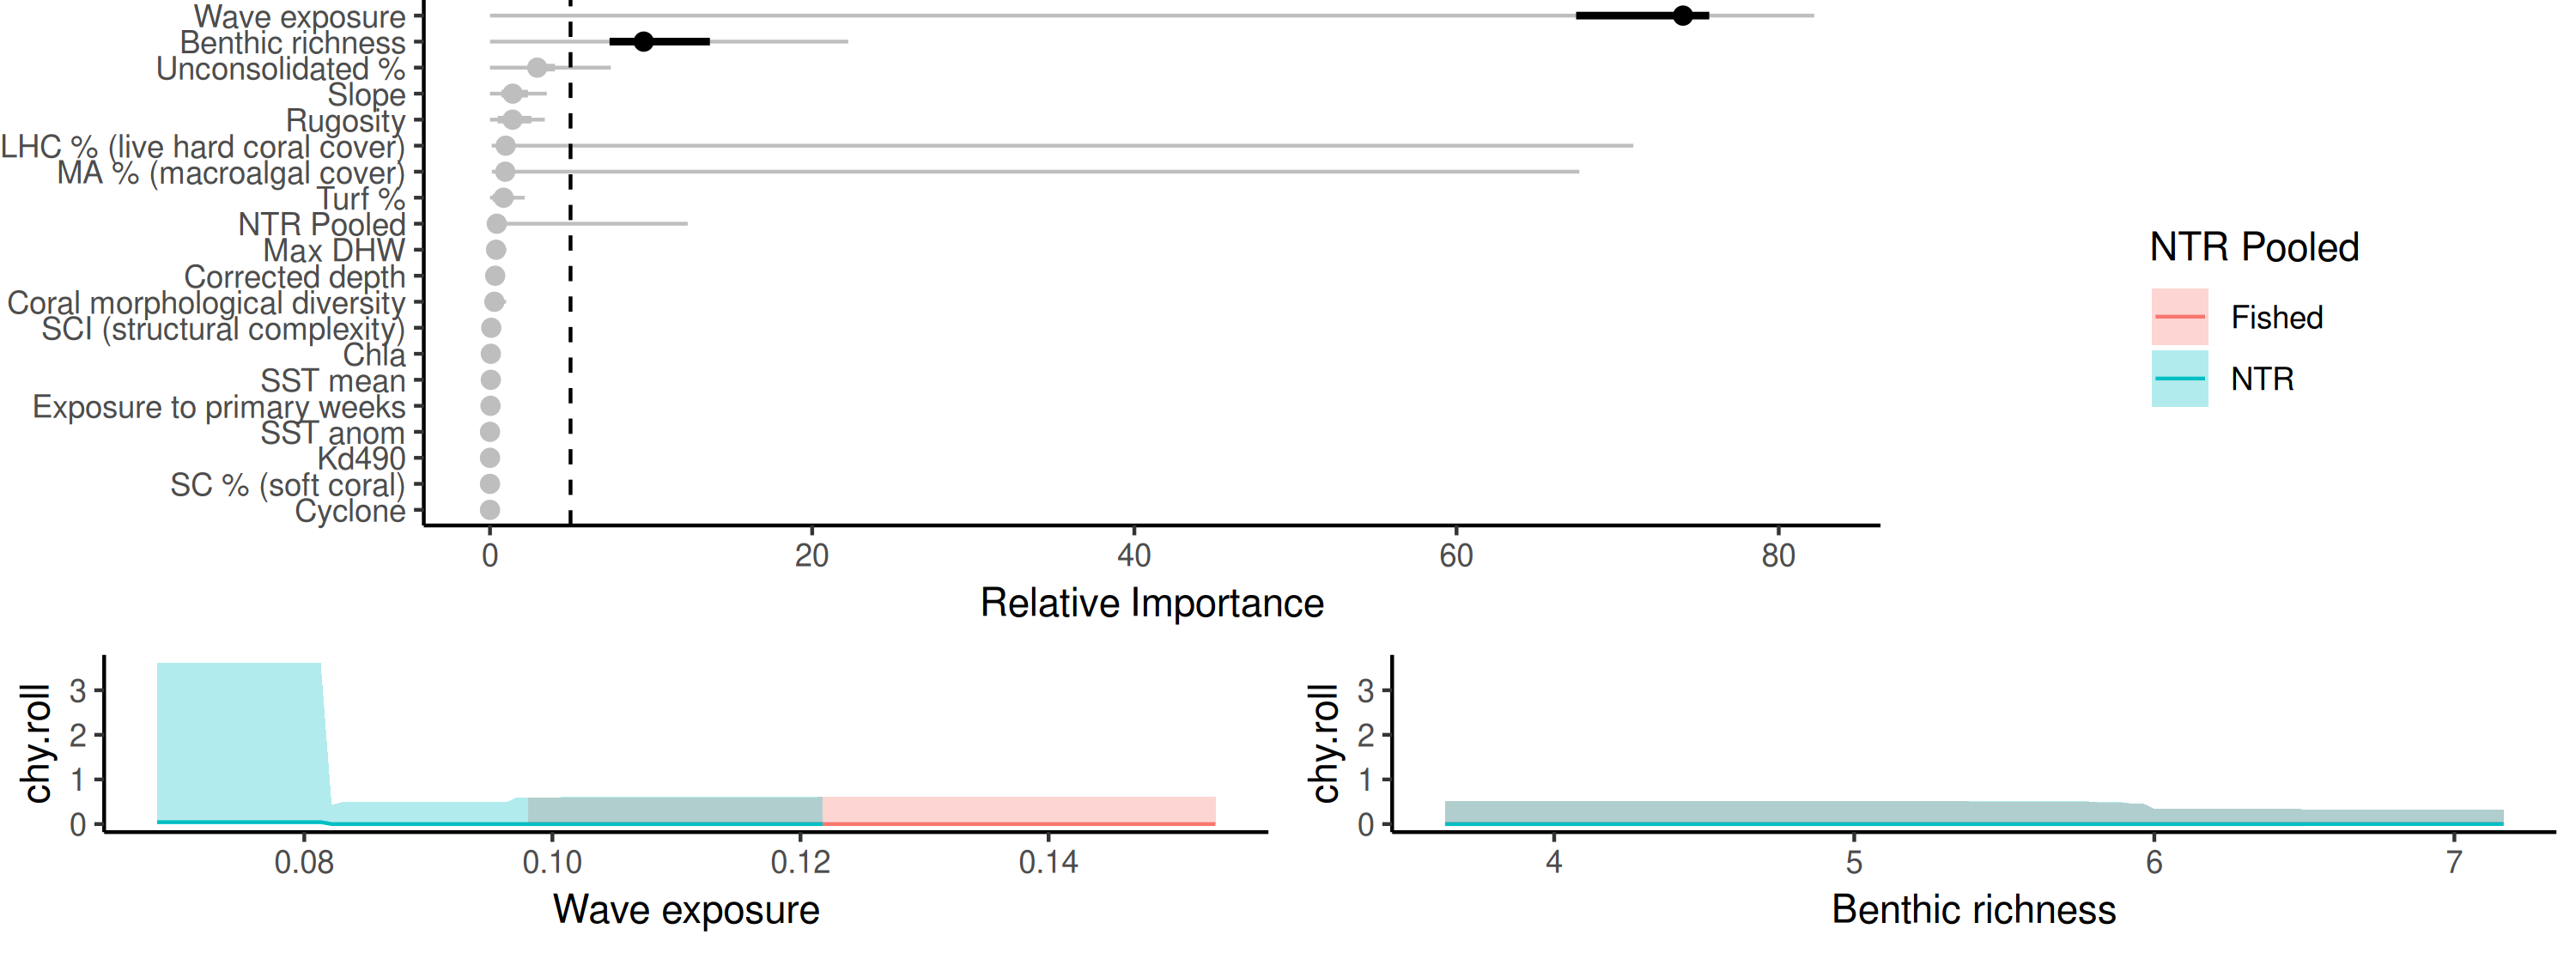 Wave exposure
Benthic richness
Unconsolidated %
Slope
Rugosity
LHC % (live hard coral cover)
MA % (macroalgal cover)
Turf %
NTR Pooled
Max DHW
Corrected depth
Coral morphological diversity
SCI (structural complexity)
Chla
SST mean
Exposure to primary weeks
SST anom
Kd490
SC % (soft coral)
Cyclone
0 20 40 60 80
Relative Importance
NTR Pooled
Fished
NTR
chy.roll
3
2
1
0
0.08 0.10 0.12 0.14
Wave exposure
chy.roll
3
2
1
0
4 5 6 7
Benthic richness